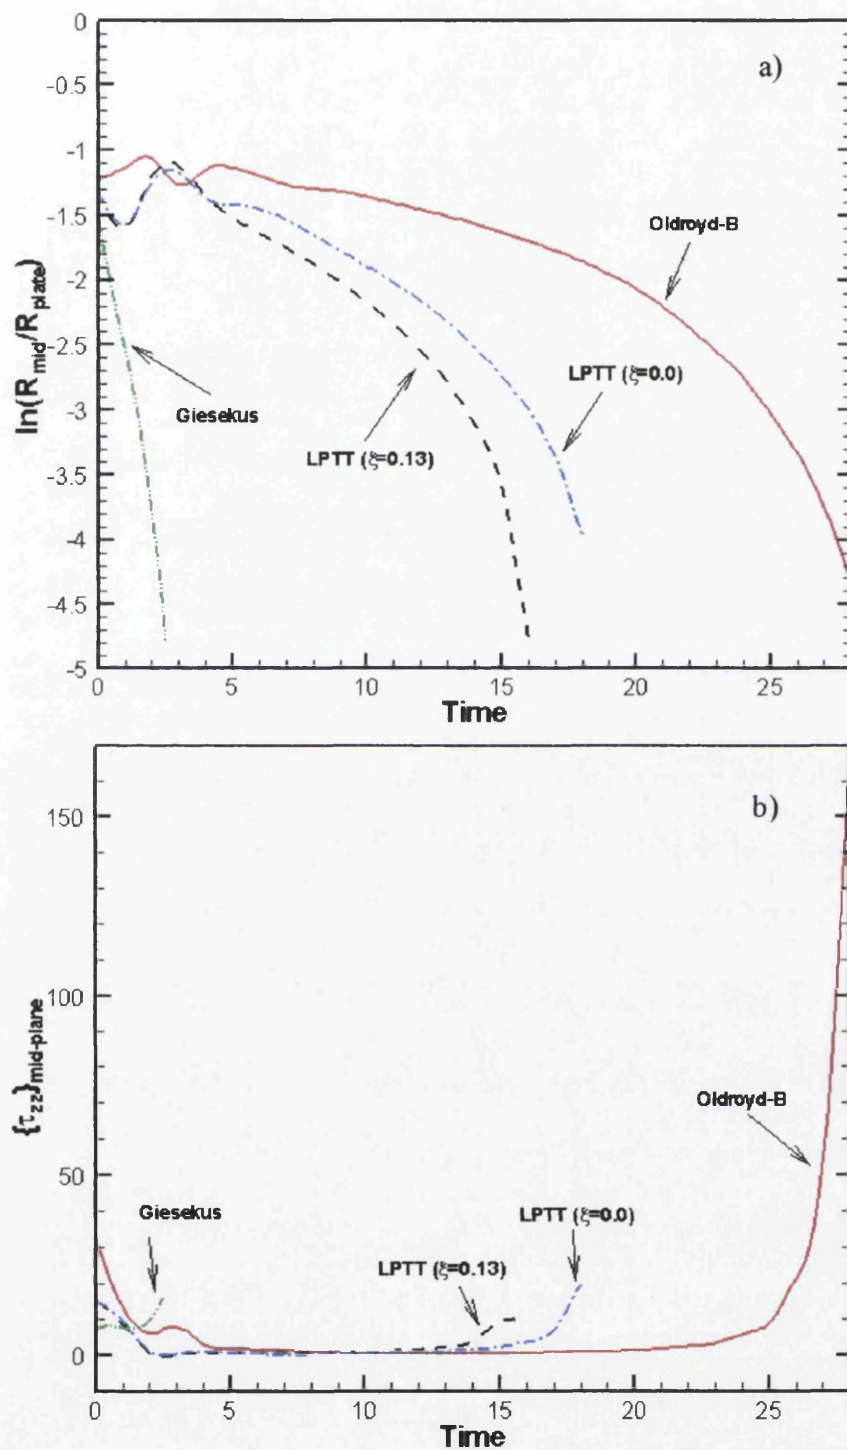 a)
0
-0.5
-1
-1.5
-2
-2.5
-3
-3.5
-4
-4.5
-5
ln(R_mid/R_plate)
Oldroyd-B
LPTT (ξ=0.0)
Giesekus
LPTT (ξ=0.13)
0 5 10 15 20 25
Time
b)
150
100
50
0
{τ_zz}_mid-plane
Oldroyd-B
Giesekus
LPTT (ξ=0.0)
LPTT (ξ=0.13)
0 5 10 15 20 25
Time